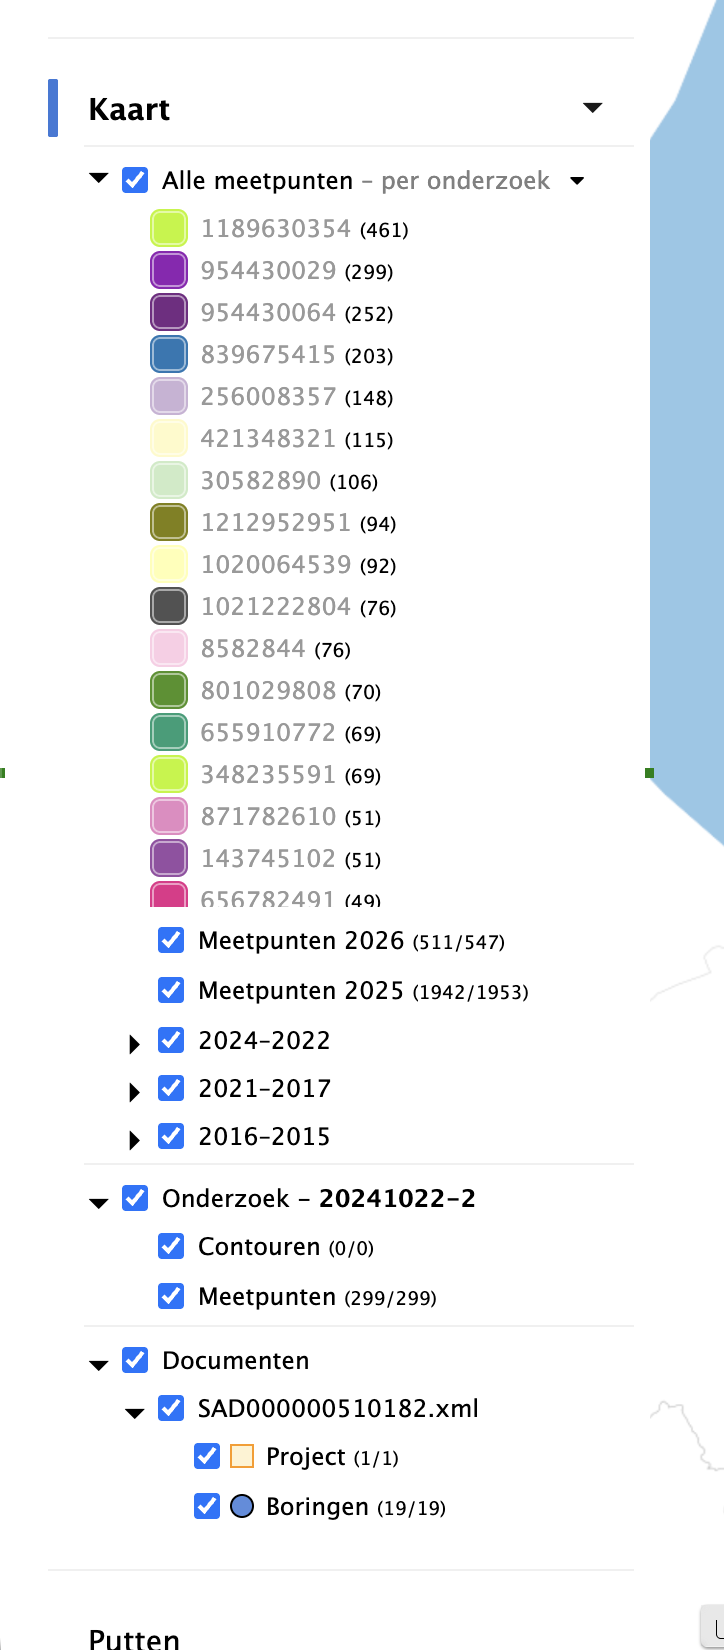 Kaart
Alle meetpunten – per onderzoek
1189630354 (461)
954430029 (299)
954430064 (252)
839675415 (203)
256008357 (148)
421348321 (115)
30582890 (106)
1212952951 (94)
1020064539 (92)
1021222804 (76)
8582844 (76)
801029808 (70)
655910772 (69)
348235591 (69)
871782610 (51)
143745102 (51)
656782491 (49)
Meetpunten 2026 (511/547)
Meetpunten 2025 (1942/1953)
2024–2022
2021–2017
2016–2015
Onderzoek – 20241022-2
Contouren (0/0)
Meetpunten (299/299)
Documenten
SAD000000510182.xml
Project (1/1)
Boringen (19/19)
Putten